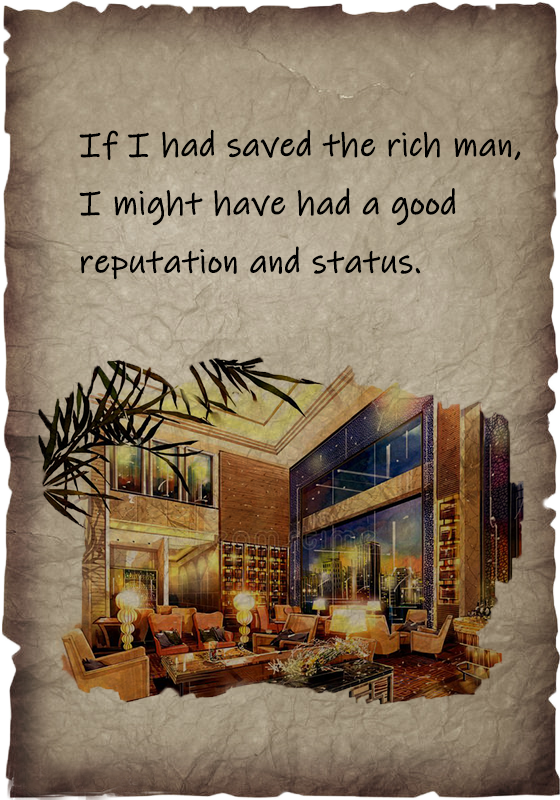 If I had saved the rich man,
I might have had a good
reputation and status.